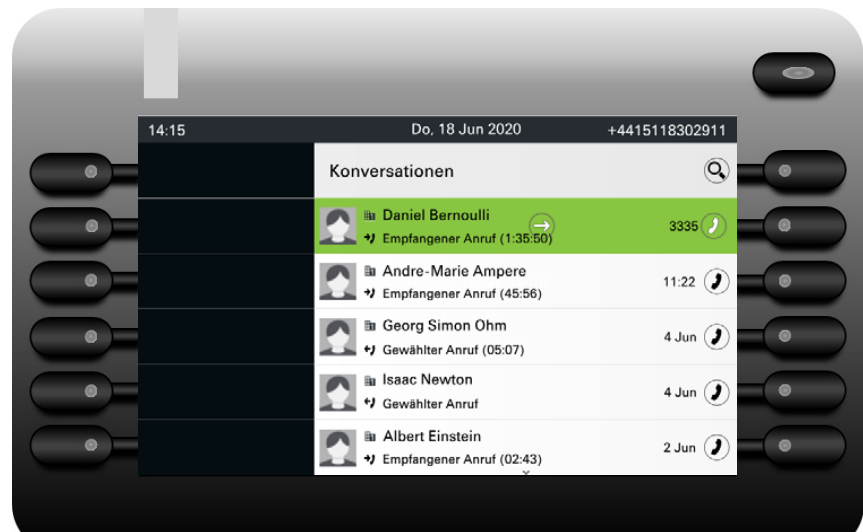 14:15 Do, 18 Jun 2020 +4415118302911
Konversationen
Daniel Bernoulli
3335
Empfangener Anruf (1:35:50)
Andre-Marie Ampere
11:22
Empfangener Anruf (45:56)
Georg Simon Ohm
4 Jun
Gewählter Anruf (05:07)
Isaac Newton
4 Jun
Gewählter Anruf
Albert Einstein
2 Jun
Empfangener Anruf (02:43)